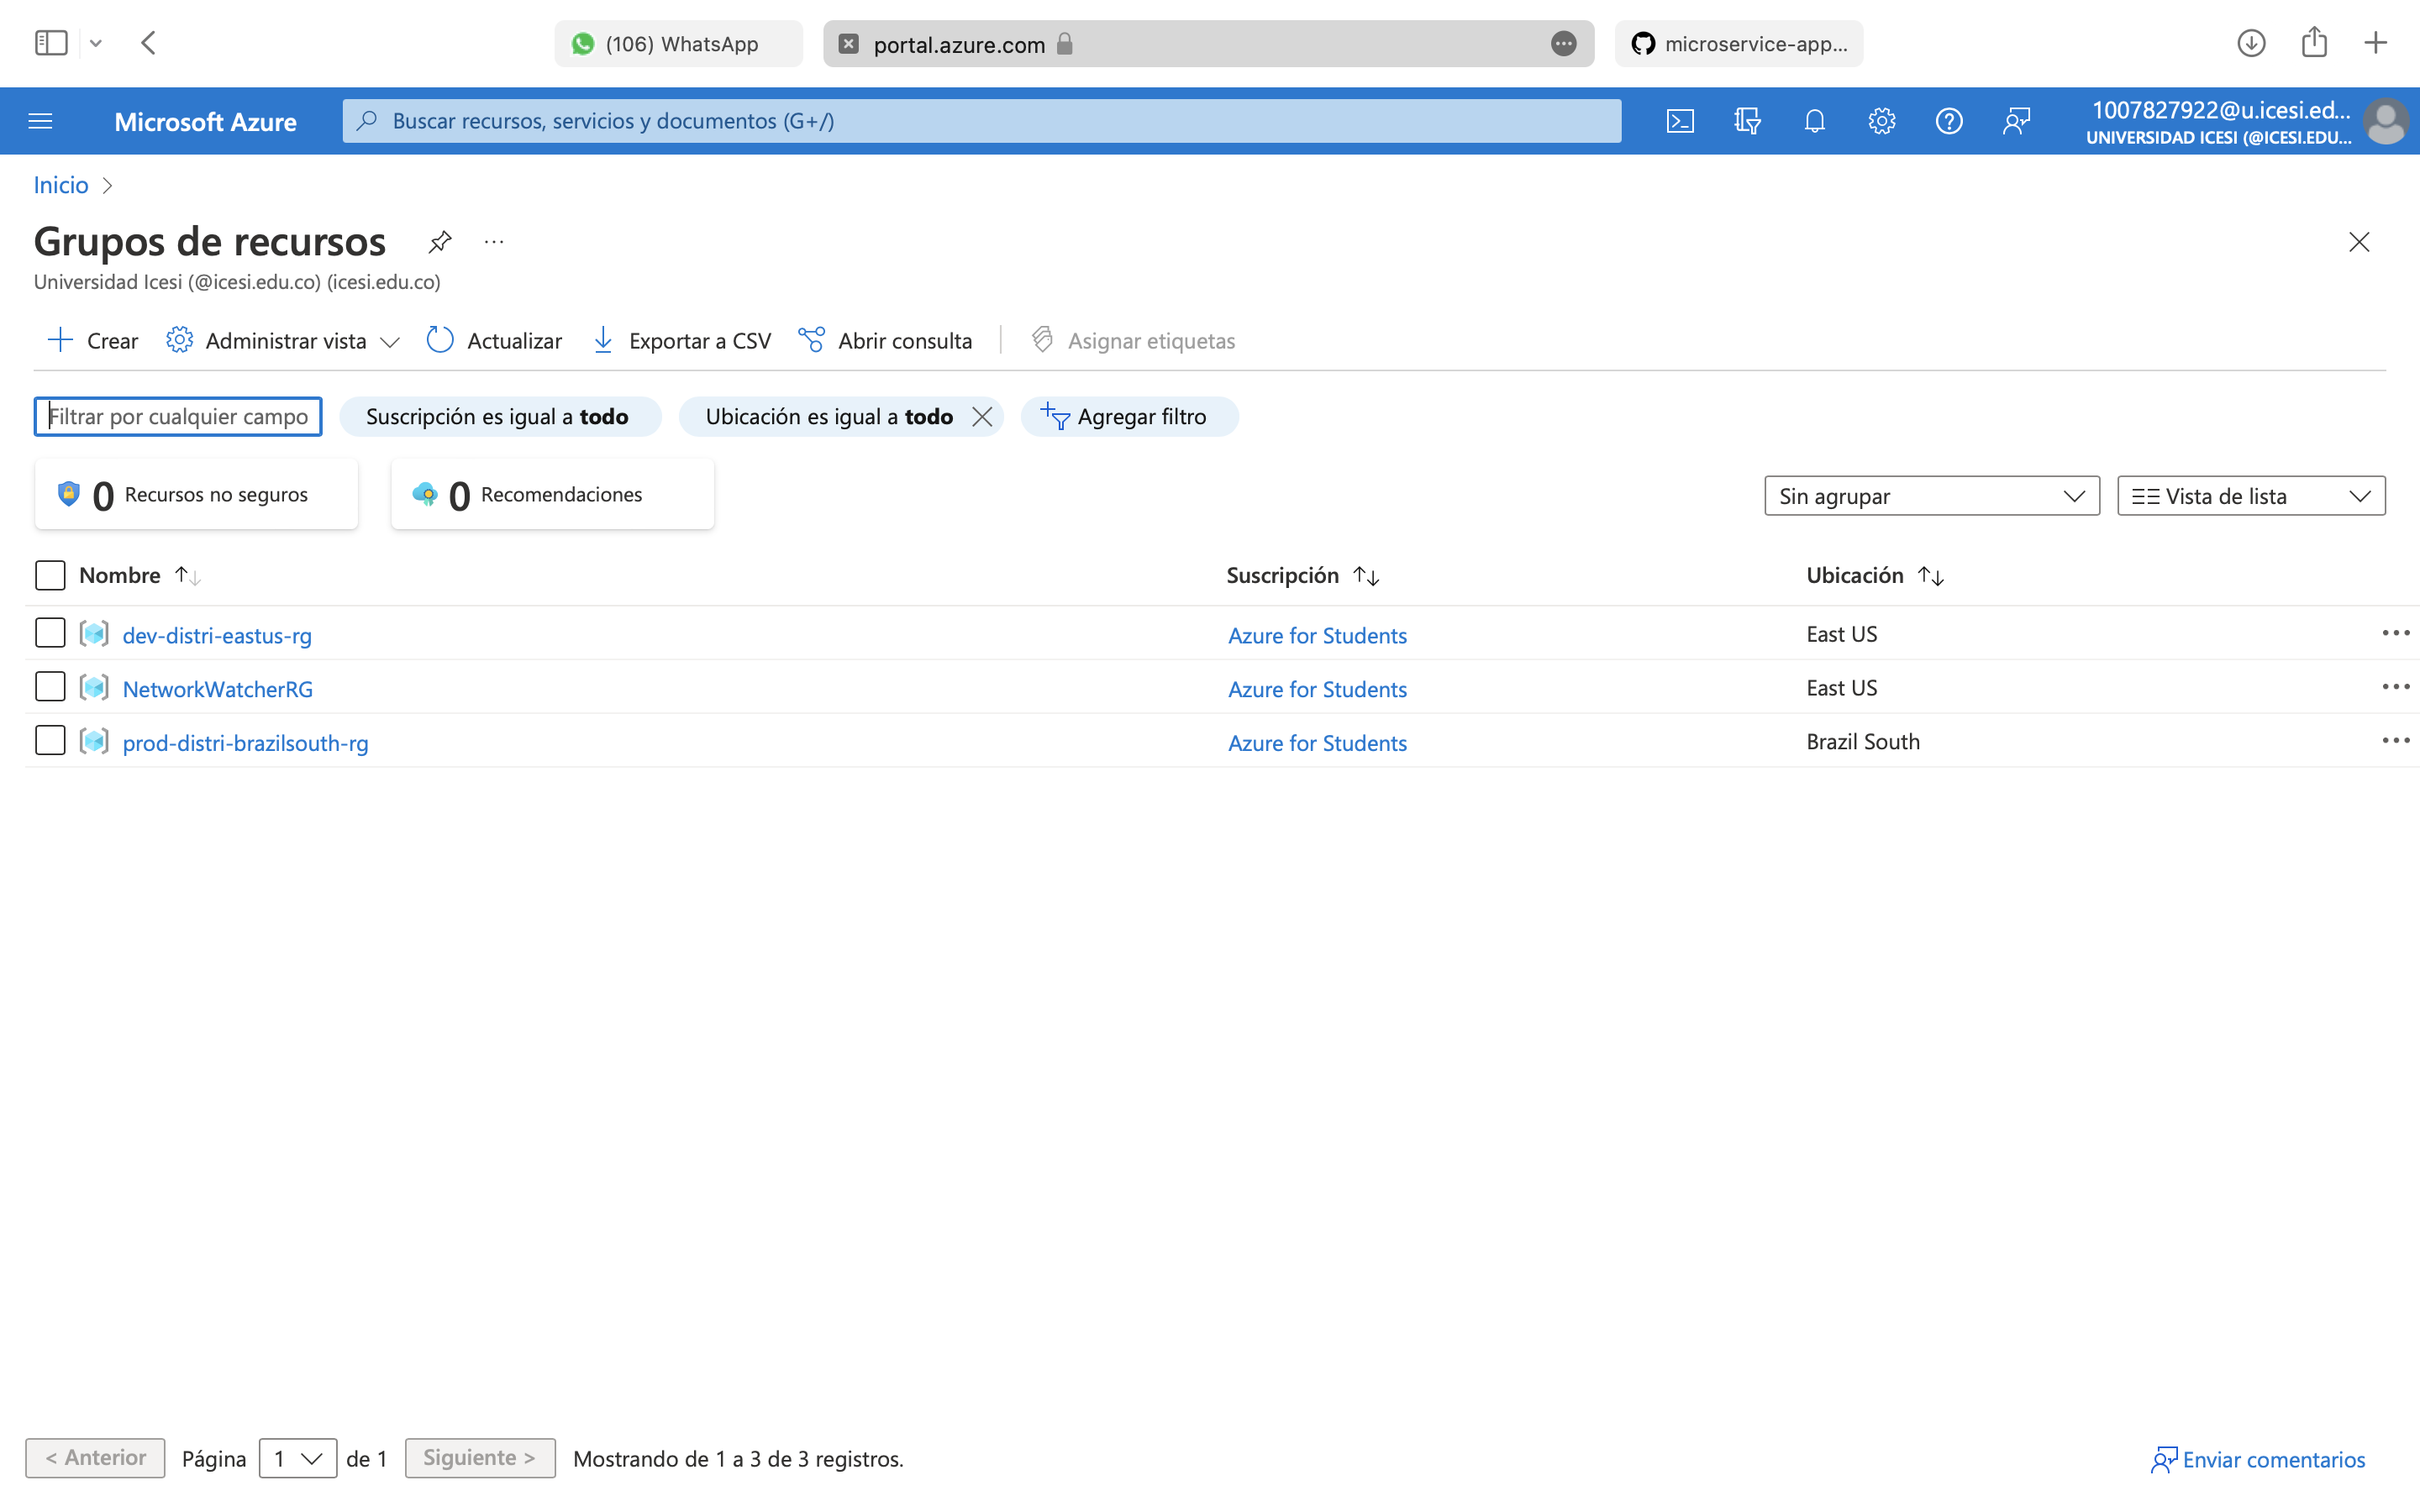 (106) WhatsApp
portal.azure.com
microservice-app...
Microsoft Azure
Buscar recursos, servicios y documentos (G+/)
1007827922@u.icesi.ed...
UNIVERSIDAD ICESI (@ICESI.EDU...
Inicio
Grupos de recursos
Universidad Icesi (@icesi.edu.co) (icesi.edu.co)
Crear
Administrar vista
Actualizar
Exportar a CSV
Abrir consulta
Asignar etiquetas
Filtrar por cualquier campo
Suscripción es igual a todo
Ubicación es igual a todo
Agregar filtro
0 Recursos no seguros
0 Recomendaciones
Sin agrupar
Vista de lista
Nombre
Suscripción
Ubicación
dev-distri-eastus-rg
Azure for Students
East US
NetworkWatcherRG
Azure for Students
East US
prod-distri-brazilsouth-rg
Azure for Students
Brazil South
< Anterior
Página 1 de 1
Siguiente >
Mostrando de 1 a 3 de 3 registros.
Enviar comentarios